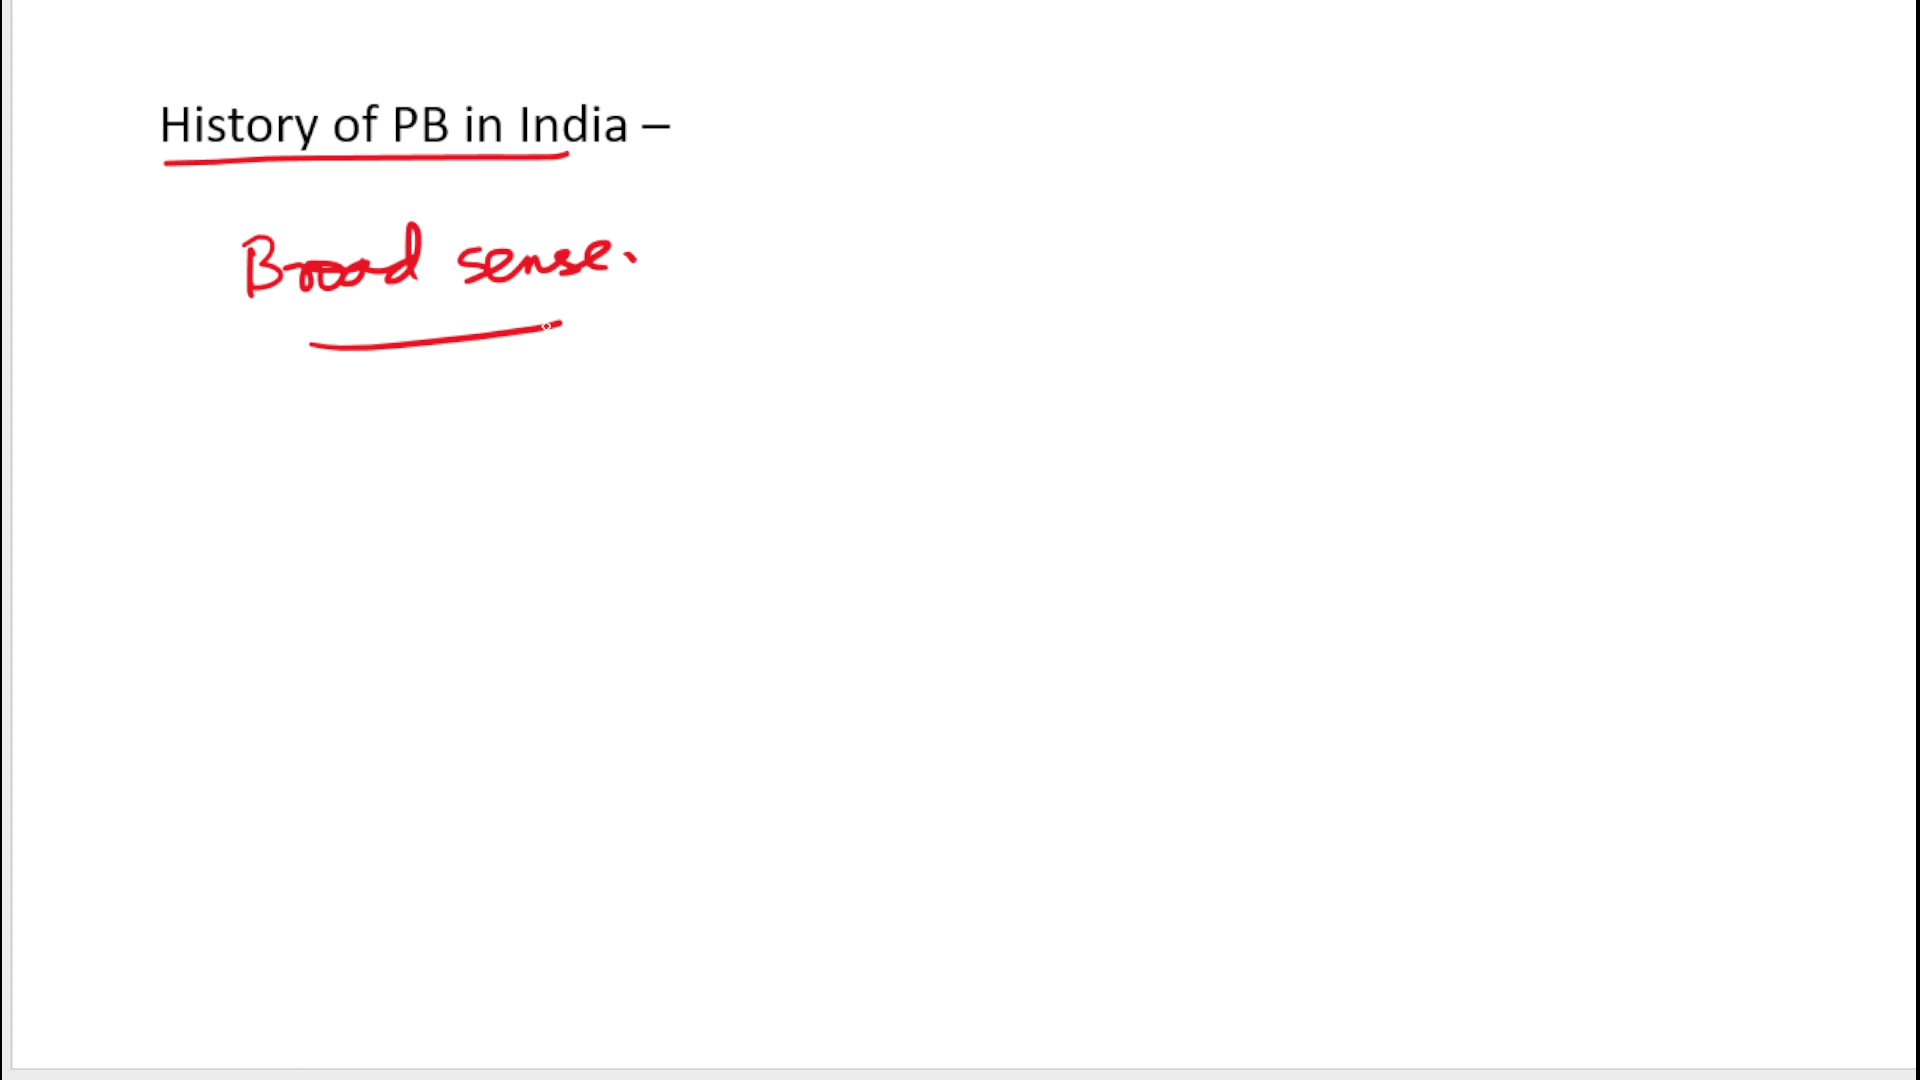 History of PB in India –
Broad sense.